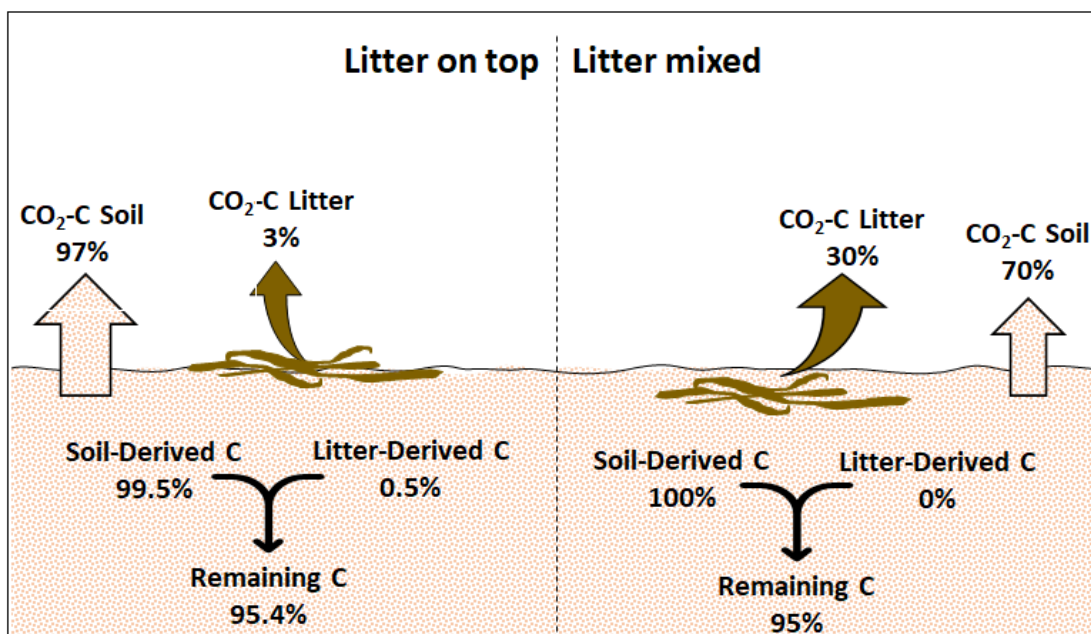 Litter on top
Litter mixed
CO₂-C Soil
97%
CO₂-C Litter
3%
CO₂-C Litter
30%
CO₂-C Soil
70%
Soil-Derived C
99.5%
Litter-Derived C
0.5%
Remaining C
95.4%
Soil-Derived C
100%
Litter-Derived C
0%
Remaining C
95%